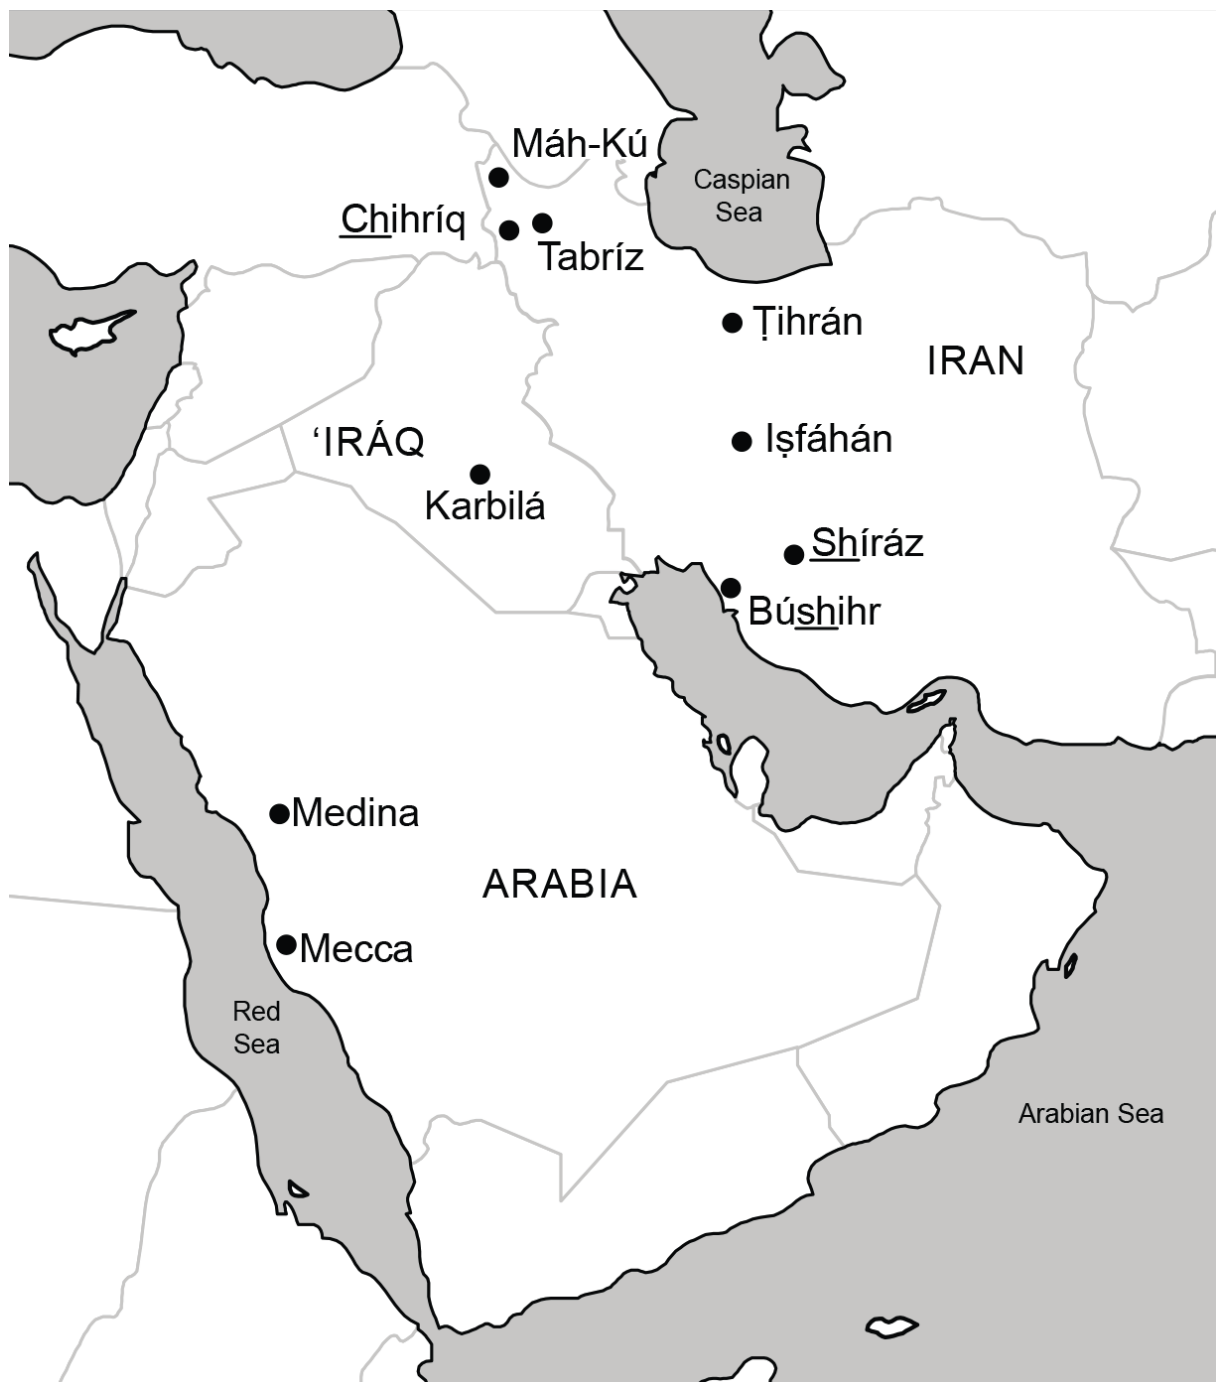 Máh-Kú
Caspian
Sea
Chihríq
Tabríz
Ṭihrán
IRAN
‘IRÁQ
Iṣfáhán
Karbilá
Shíráz
Búshihr
Medina
ARABIA
Mecca
Red
Sea
Arabian Sea